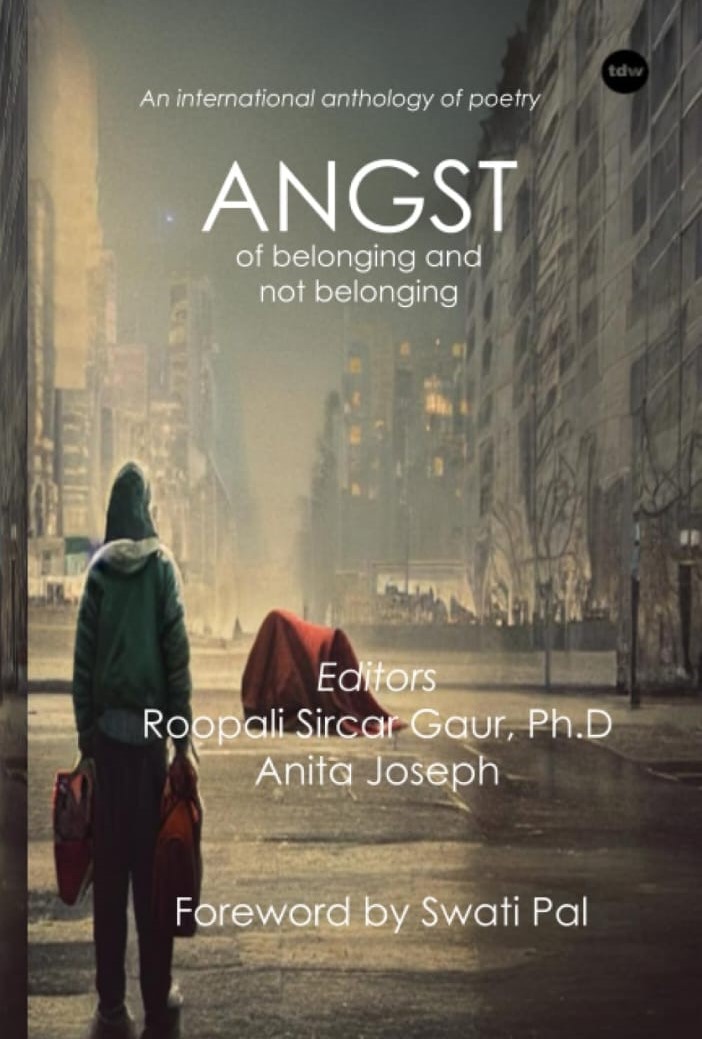 tdw
An international anthology of poetry
ANGST
of belonging and
not belonging
Editors
Roopali Sircar Gaur, Ph.D
Anita Joseph
Foreword by Swati Pal